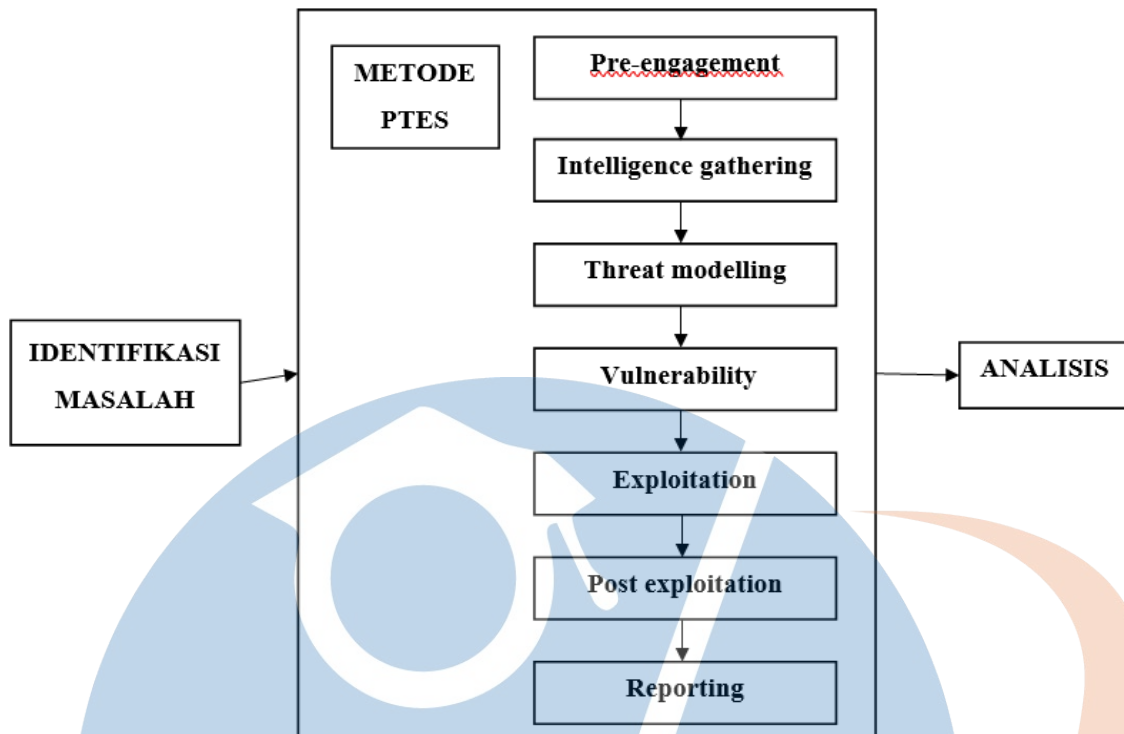 IDENTIFIKASI
MASALAH
METODE
PTES
Pre-engagement
Intelligence gathering
Threat modelling
Vulnerability
Exploitation
Post exploitation
Reporting
ANALISIS